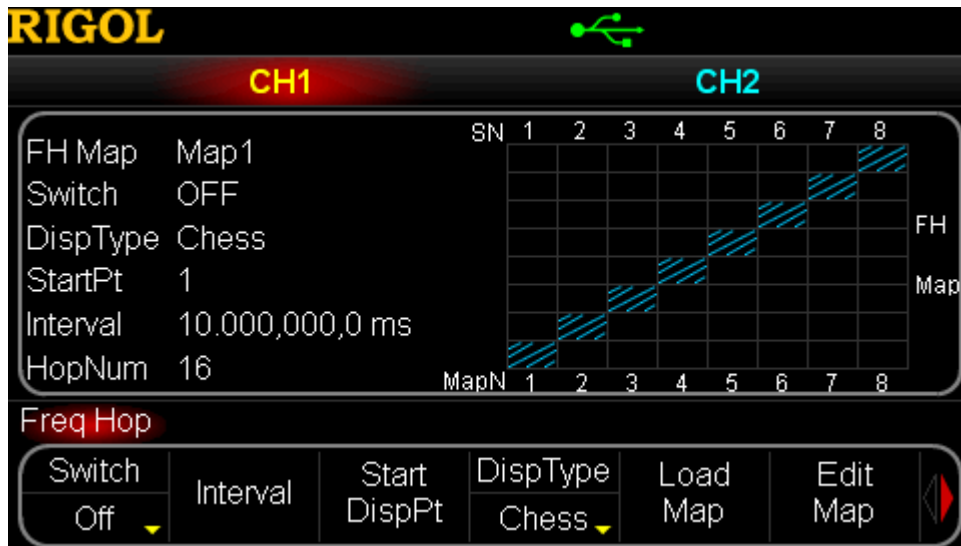 RIGOL
CH1 CH2
SN 1 2 3 4 5 6 7 8
FH Map Map1
Switch OFF
DispType Chess
FH
StartPt 1
Map
Interval 10.000,000,0 ms
HopNum 16
MapN 1 2 3 4 5 6 7 8
Freq Hop
Switch
Off
Interval
Start
DispPt
DispType
Chess
Load
Map
Edit
Map